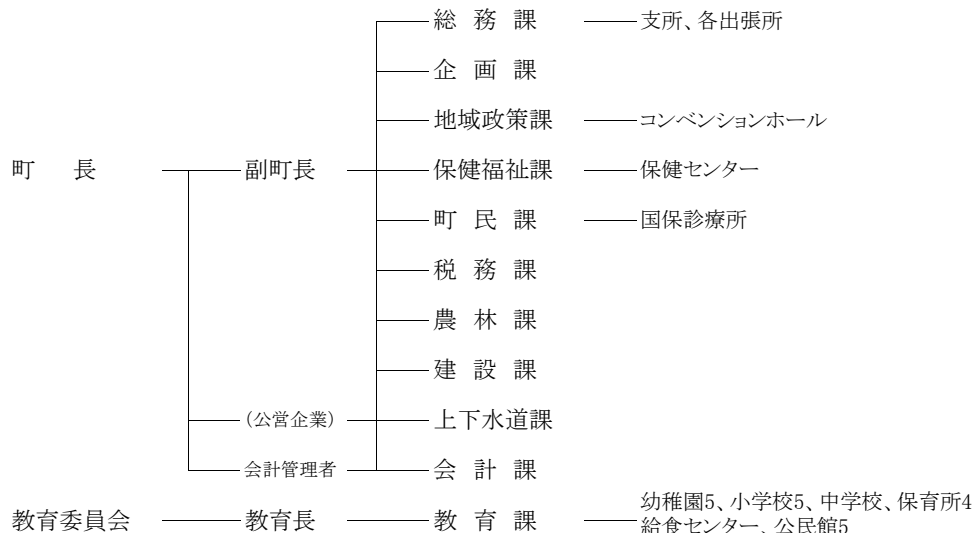 総務課 支所、各出張所
企画課
地域政策課 コンベンションホール
町長 副町長 保健福祉課 保健センター
町民課 国保診療所
税務課
農林課
建設課
(公営企業) 上下水道課
会計管理者 会計課
教育委員会 教育長 教育課 幼稚園5、小学校5、中学校、保育所4
給食センター、公民館5